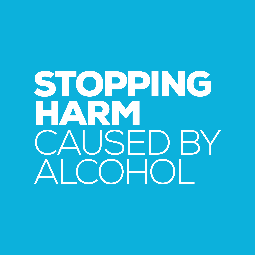 STOPPING
HARM
CAUSED BY
ALCOHOL